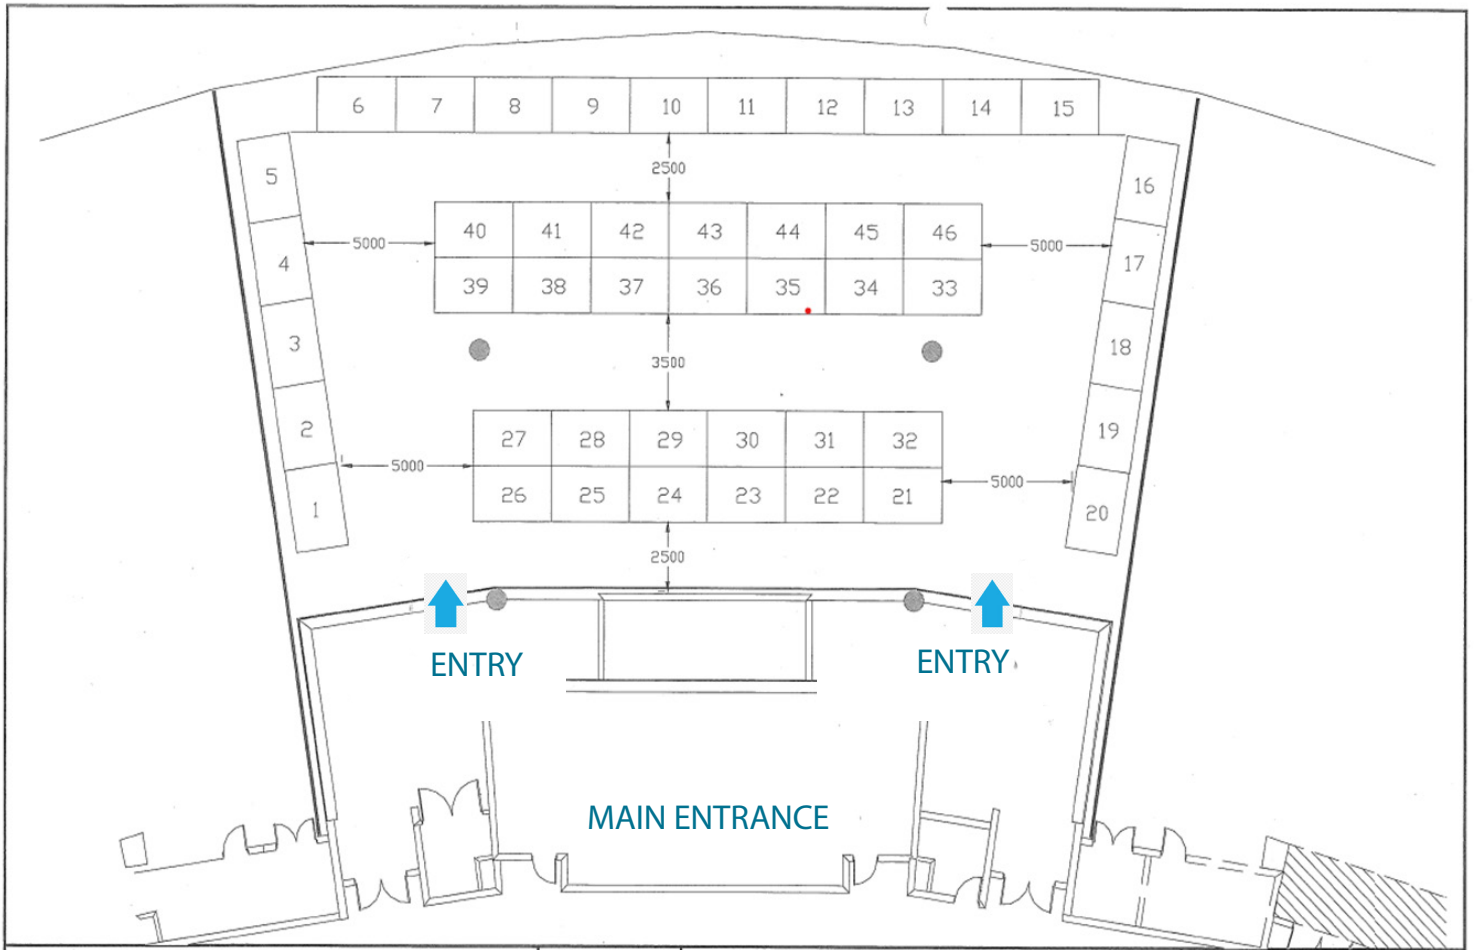 6 7 8 9 10 11 12 13 14 15
5 2500 16
40 41 42 43 44 45 46
4 5000 5000 17
39 38 37 36 35 34 33
3 3500 18
2 27 28 29 30 31 32 19
5000 5000
1 26 25 24 23 22 21 20
2500
ENTRY ENTRY
MAIN ENTRANCE